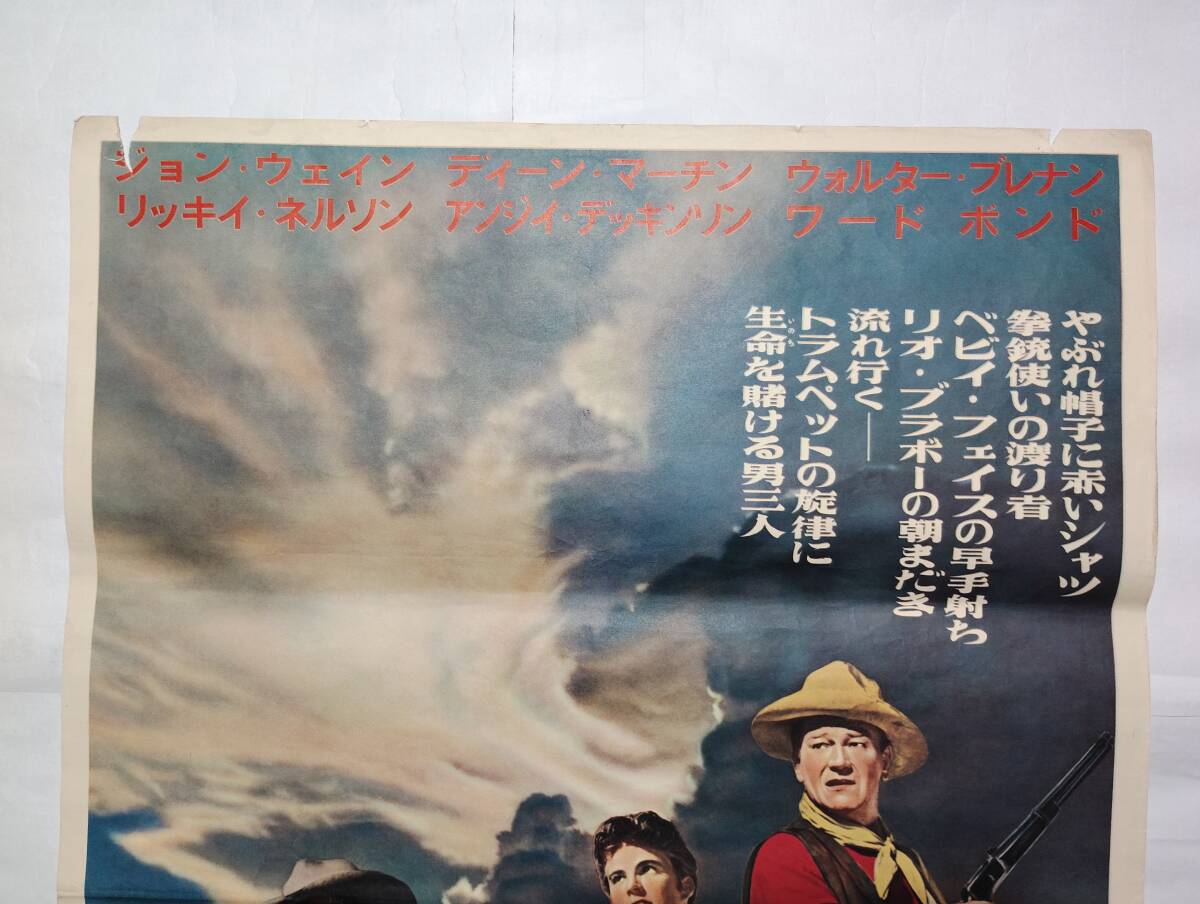 ジョン・ウェイン ディーン・マーチン ウォルター・ブレナン
リッキイ・ネルソン アンジイ・デッキンソン ワード ボンド
やぶれ帽子に赤いシャツ
拳銃使いの渡り者
ベビイ・フェイスの早手射ち
リオ・ブラボーの朝まだき
流れ行く――
トラムペットの旋律に
生命を賭ける男三人
いのち